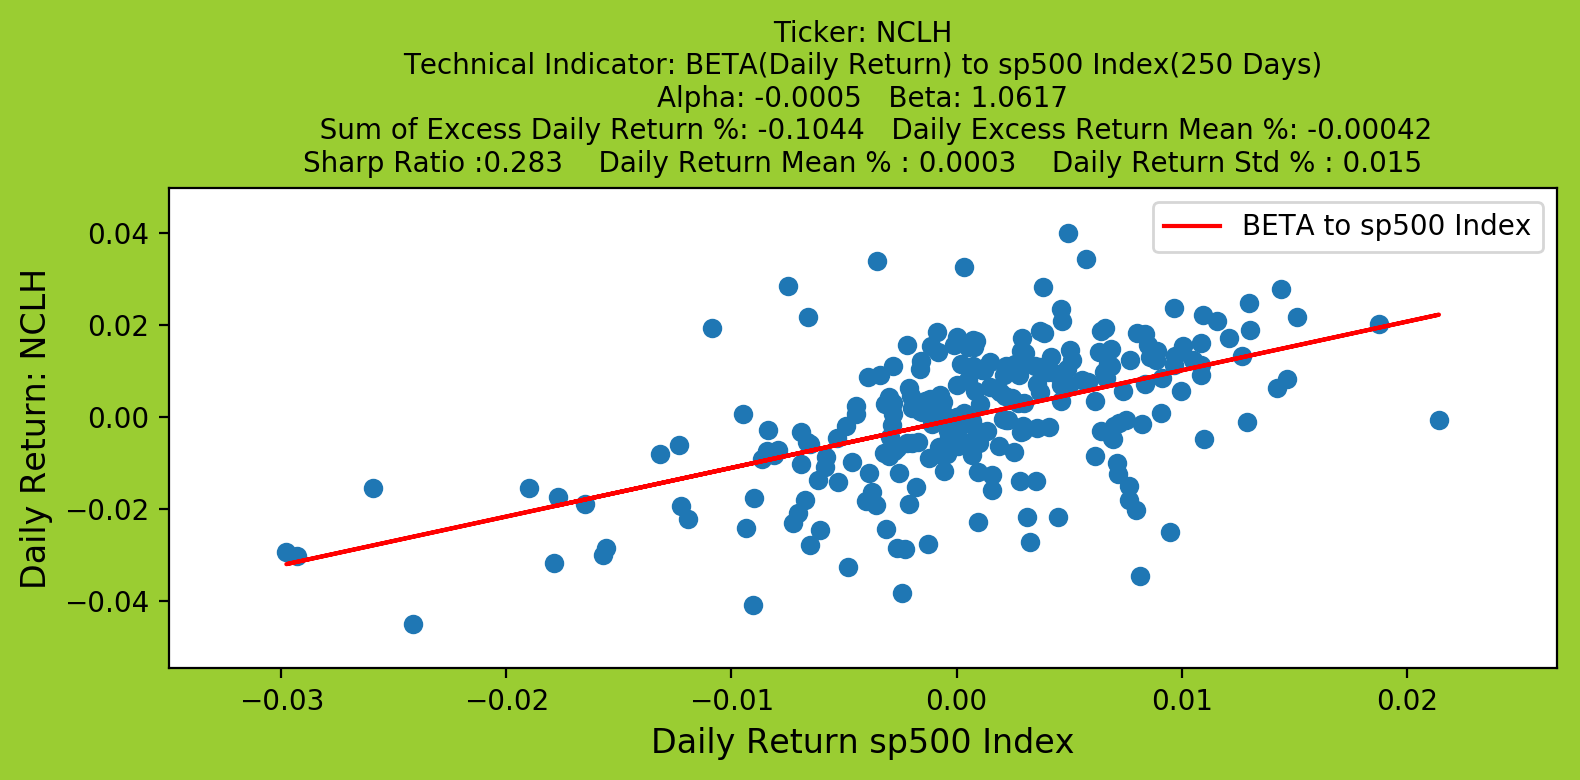 Ticker: NCLH
Technical Indicator: BETA(Daily Return) to sp500 Index(250 Days)
Alpha: -0.0005 Beta: 1.0617
Sum of Excess Daily Return %: -0.1044 Daily Excess Return Mean %: -0.00042
Sharp Ratio :0.283 Daily Return Mean % : 0.0003 Daily Return Std % : 0.015
BETA to sp500 Index
Daily Return: NCLH
0.04
0.02
0.00
−0.02
−0.04
−0.03 −0.02 −0.01 0.00 0.01 0.02
Daily Return sp500 Index